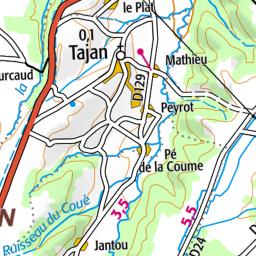 le Plat
0,1
Tajan
Mathieu
urcaud
la
D129
Peyrot
Pé
de la Coume
3,5
5,5
N
Ruisseau du Coué
Jantou
D24